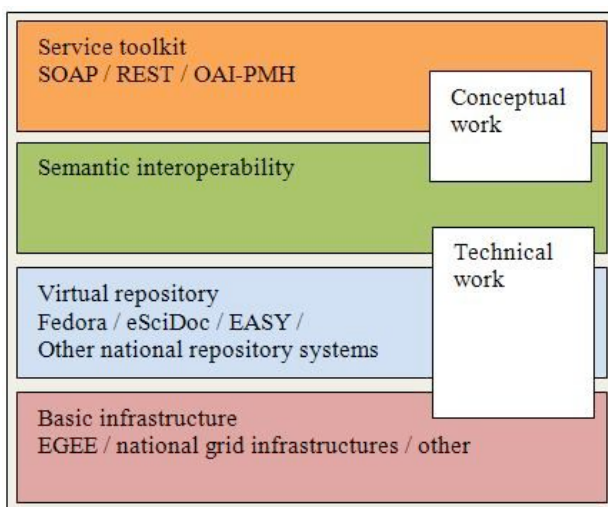 Service toolkit
SOAP / REST / OAI-PMH
Conceptual
work
Semantic interoperability
Technical
work
Virtual repository
Fedora / eSciDoc / EASY /
Other national repository systems
Basic infrastructure
EGEE / national grid infrastructures / other